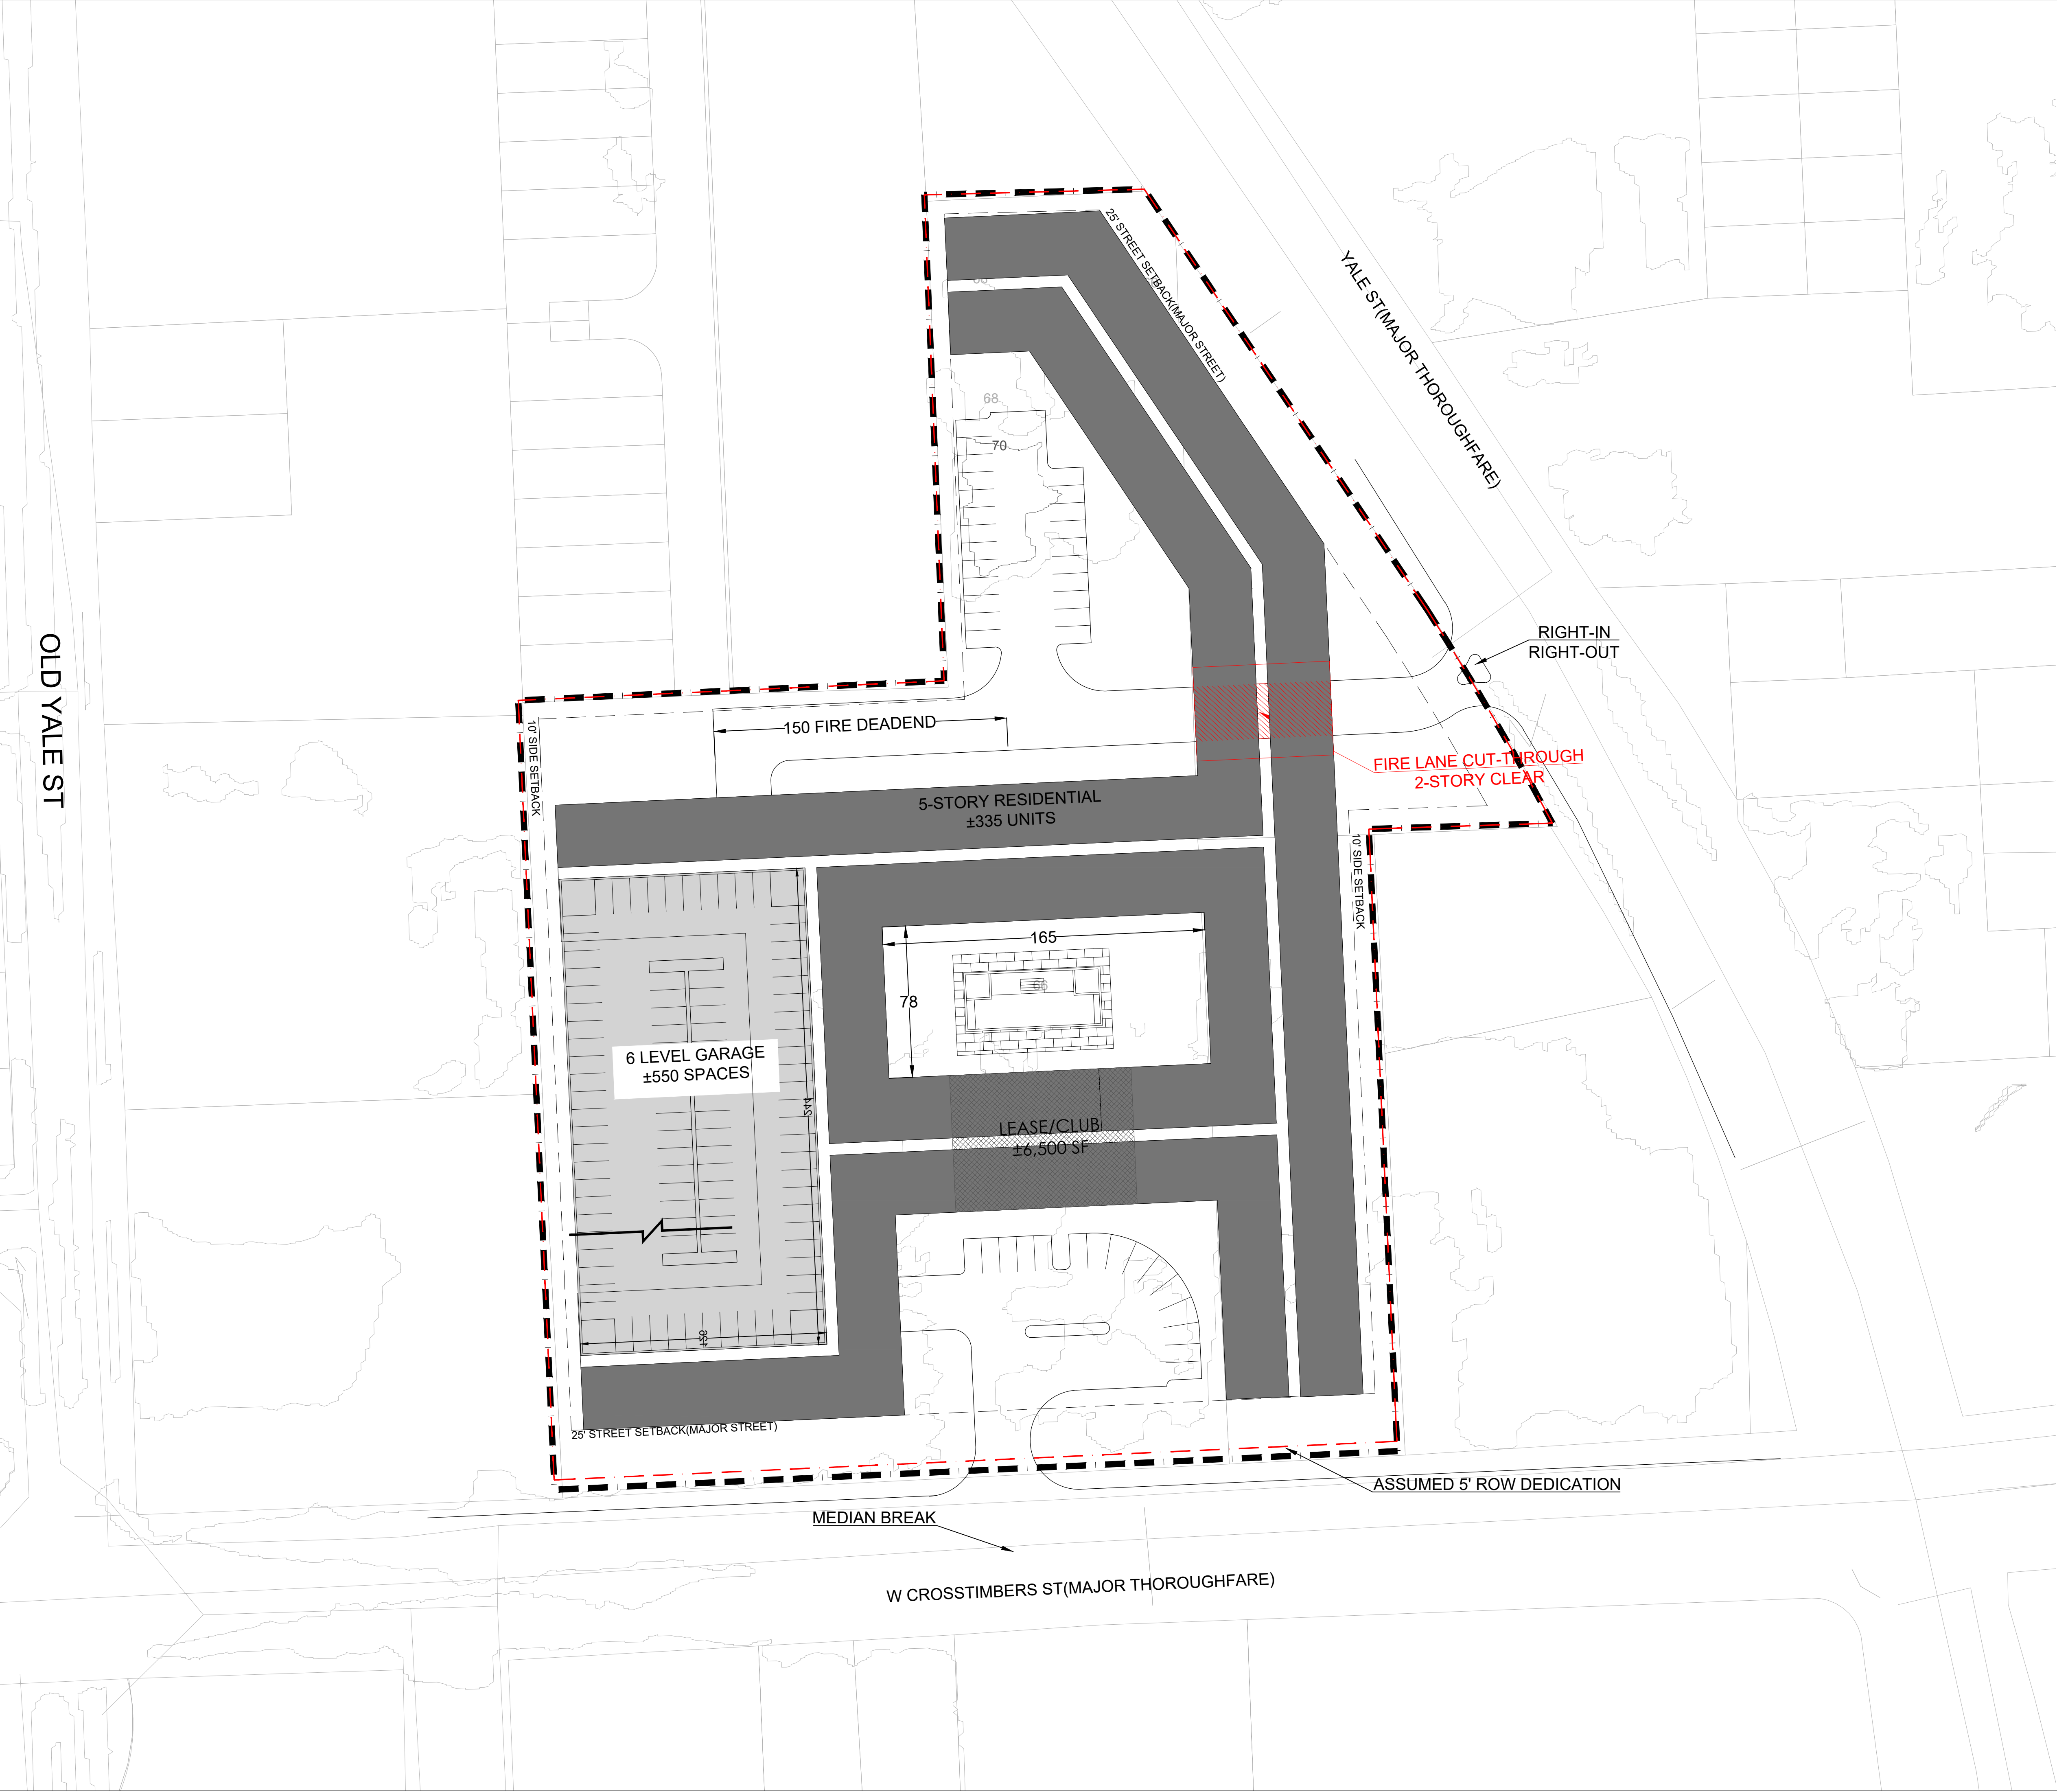 25' STREET SETBACK(MAJOR STREET)
YALE ST(MAJOR THOROUGHFARE)
68
70
OLD YALE ST
RIGHT-IN
RIGHT-OUT
10' SIDE SETBACK
150 FIRE DEADEND
FIRE LANE CUT-THROUGH
2-STORY CLEAR
5-STORY RESIDENTIAL
±335 UNITS
10' SIDE SETBACK
165
78
6 LEVEL GARAGE
±550 SPACES
244
LEASE/CLUB
±6,500 SF
126
25' STREET SETBACK(MAJOR STREET)
ASSUMED 5' ROW DEDICATION
MEDIAN BREAK
W CROSSTIMBERS ST(MAJOR THOROUGHFARE)